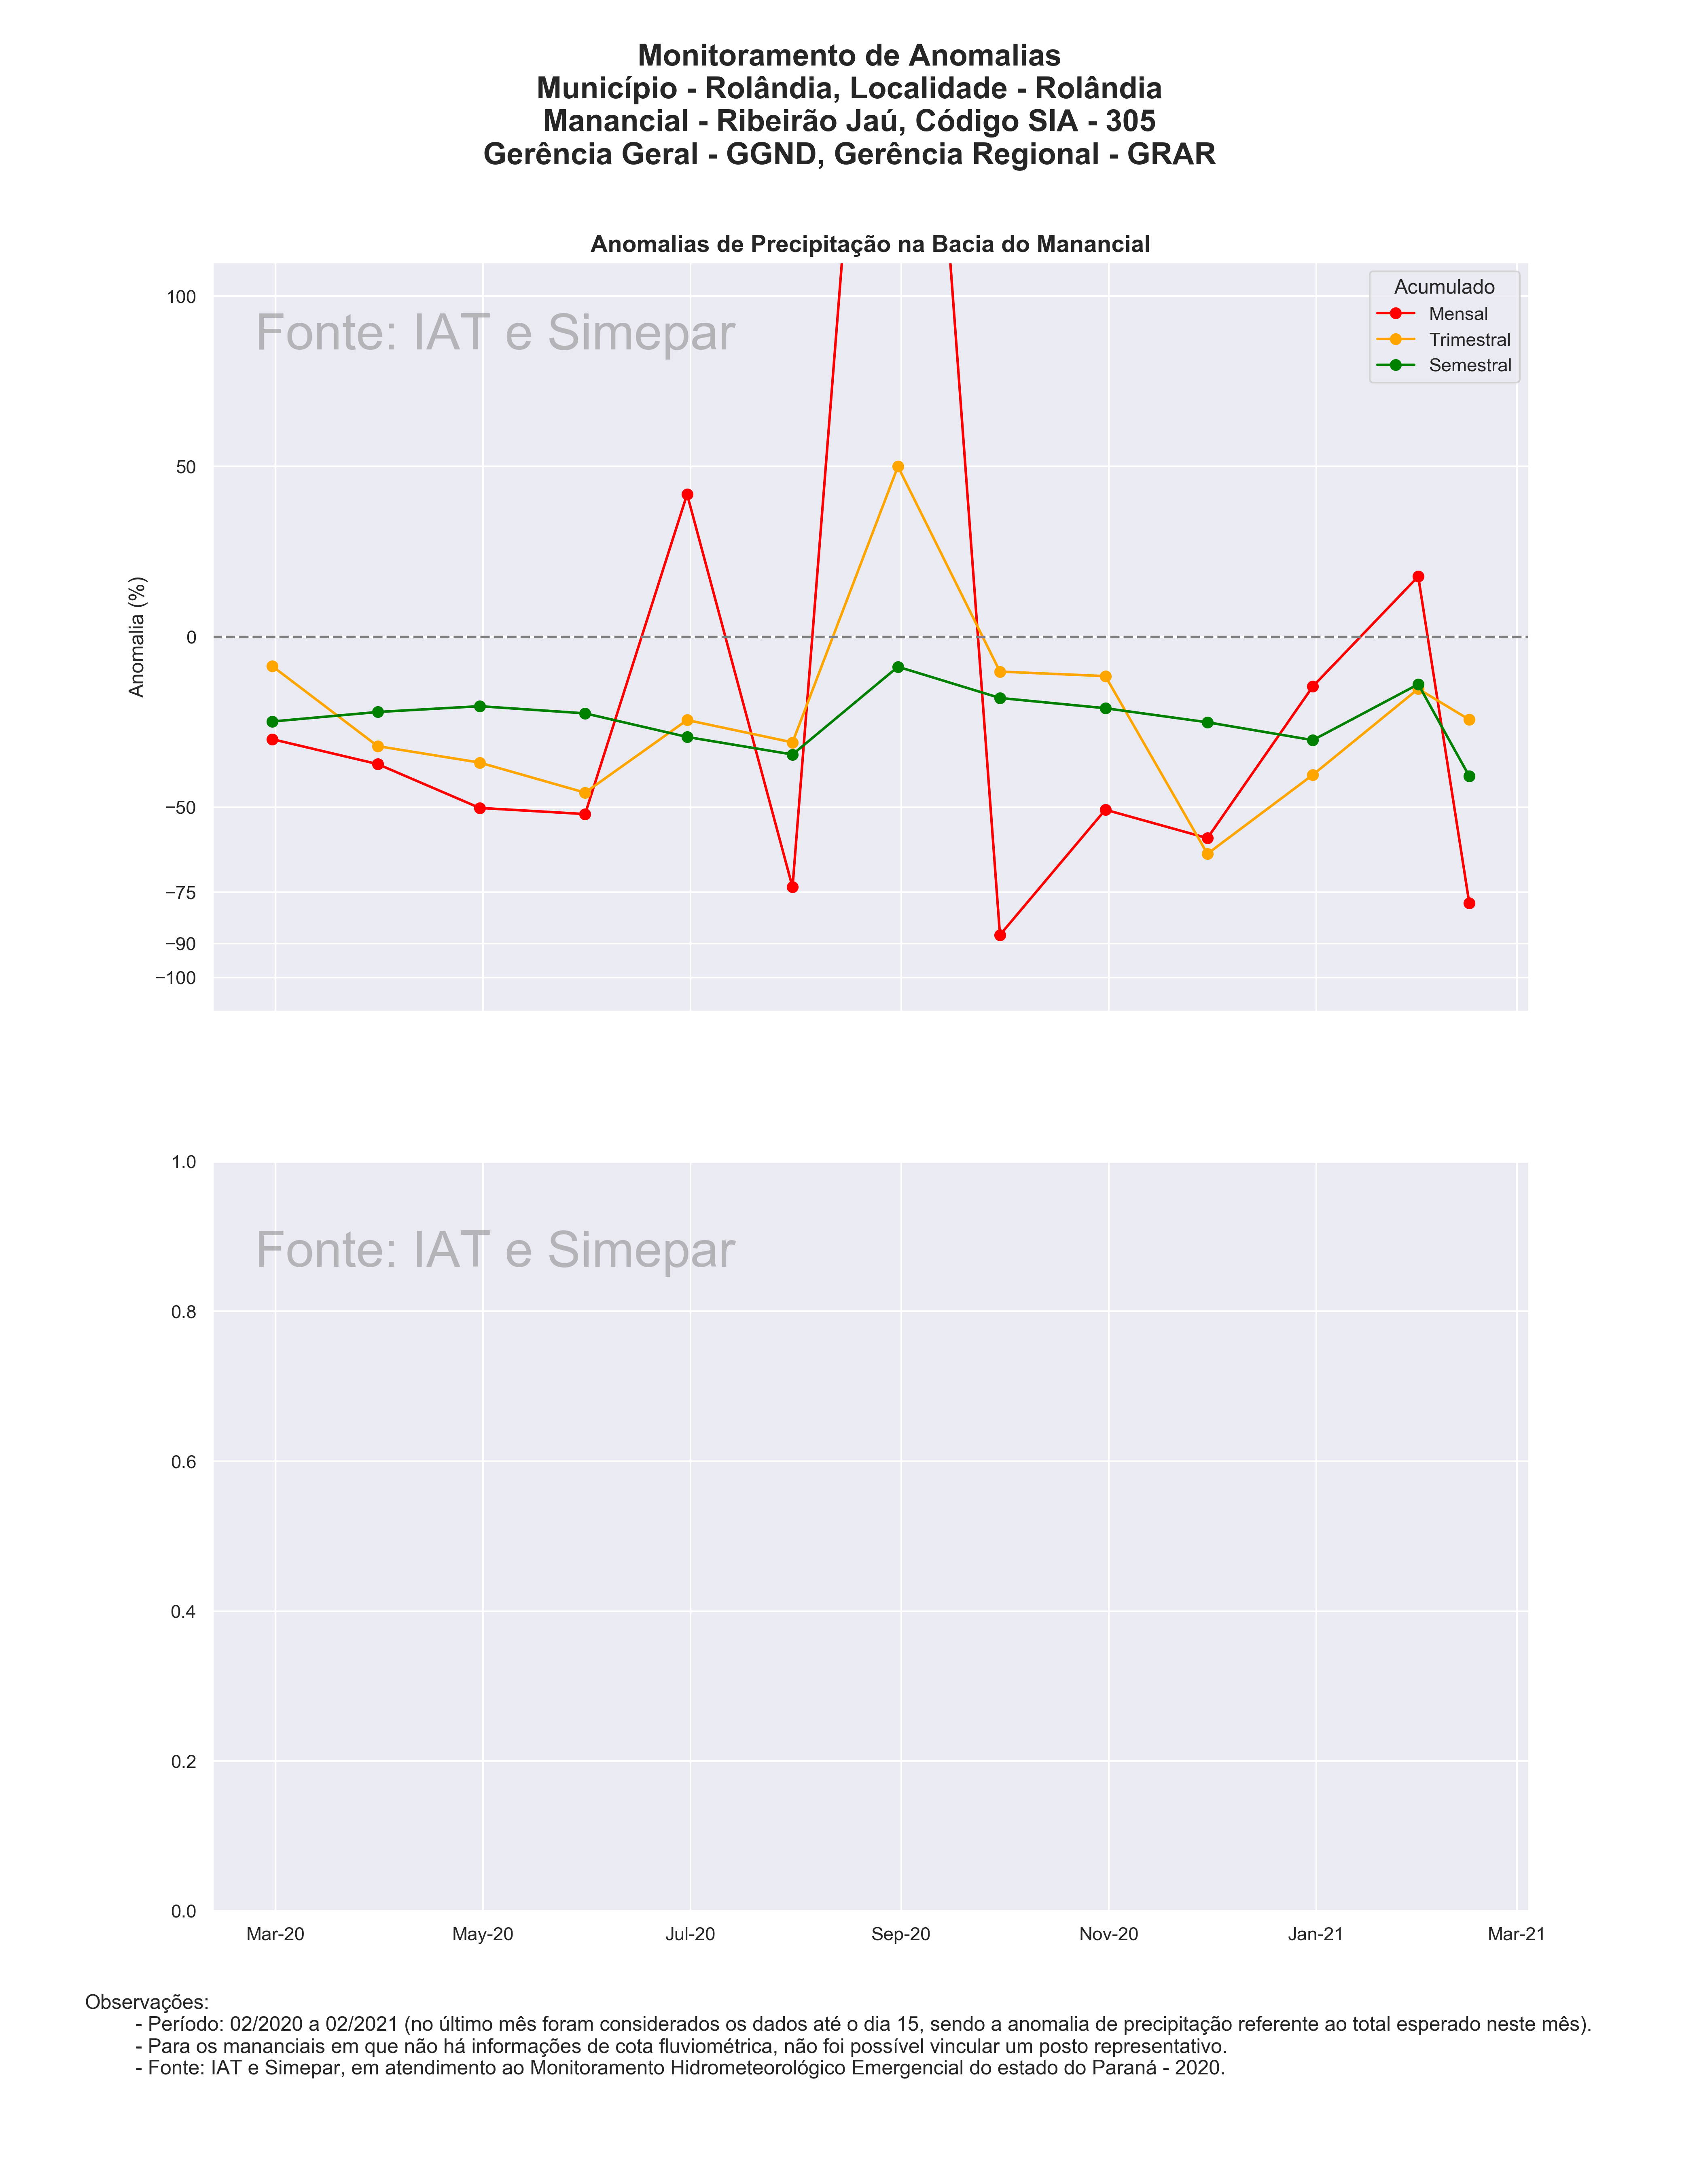 Monitoramento de Anomalias
Município - Rolândia, Localidade - Rolândia
Manancial - Ribeirão Jaú, Código SIA - 305
Gerência Geral - GGND, Gerência Regional - GRAR
Anomalias de Precipitação na Bacia do Manancial
Fonte: IAT e Simepar
Acumulado
Mensal
Trimestral
Semestral
Anomalia (%)
100
50
0
−50
−75
−90
−100
Fonte: IAT e Simepar
1.0
0.8
0.6
0.4
0.2
0.0
Mar-20 May-20 Jul-20 Sep-20 Nov-20 Jan-21 Mar-21
Observações:
- Período: 02/2020 a 02/2021 (no último mês foram considerados os dados até o dia 15, sendo a anomalia de precipitação referente ao total esperado neste mês).
- Para os mananciais em que não há informações de cota fluviométrica, não foi possível vincular um posto representativo.
- Fonte: IAT e Simepar, em atendimento ao Monitoramento Hidrometeorológico Emergencial do estado do Paraná - 2020.